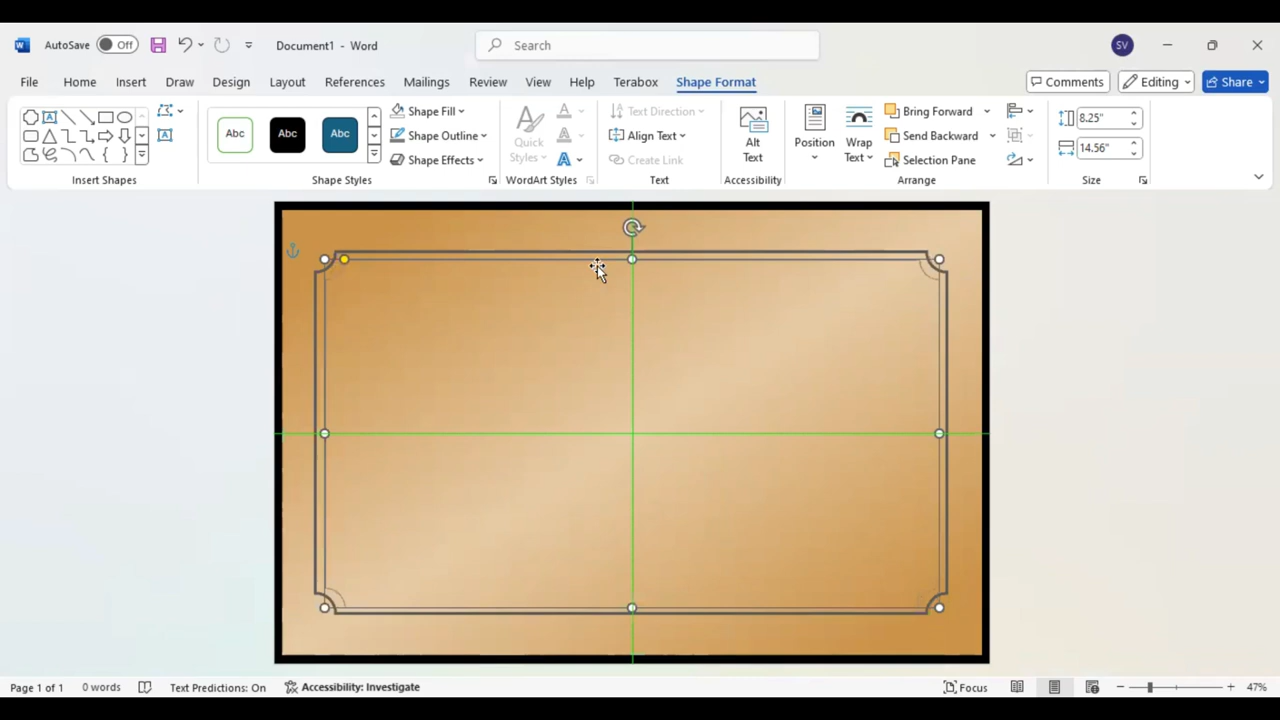 AutoSave Off Document1 - Word Search SV
File Home Insert Draw Design Layout References Mailings Review View Help Terabox Shape Format Comments Editing Share
Shape Fill Text Direction Bring Forward 8.25"
Abc Abc Abc Shape Outline Quick Styles Align Text Alt Text Position Wrap Text Send Backward
Shape Effects Create Link Selection Pane 14.56"
Insert Shapes Shape Styles WordArt Styles Text Accessibility Arrange Size
Page 1 of 1 0 words Text Predictions: On Accessibility: Investigate Focus 47%